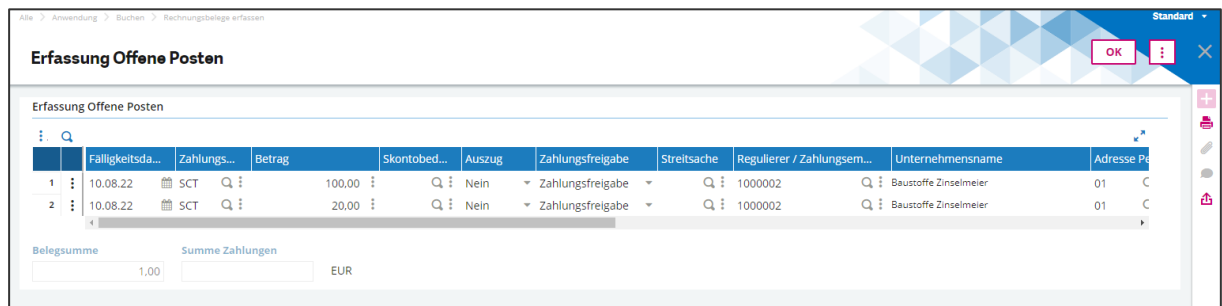 Alle > Anwendung > Buchen > Rechnungsbelege erfassen
Standard
Erfassung Offene Posten
OK
Erfassung Offene Posten
Fälligkeitsda... Zahlungs... Betrag Skontobed... Auszug Zahlungsfreigabe Streitsache Regulierer / Zahlungsem... Unternehmensname Adresse Pe
1 10.08.22 SCT 100,00 Nein Zahlungsfreigabe 1000002 Baustoffe Zinselmeier 01
2 10.08.22 SCT 20,00 Nein Zahlungsfreigabe 1000002 Baustoffe Zinselmeier 01
Belegsumme Summe Zahlungen
1,00 EUR